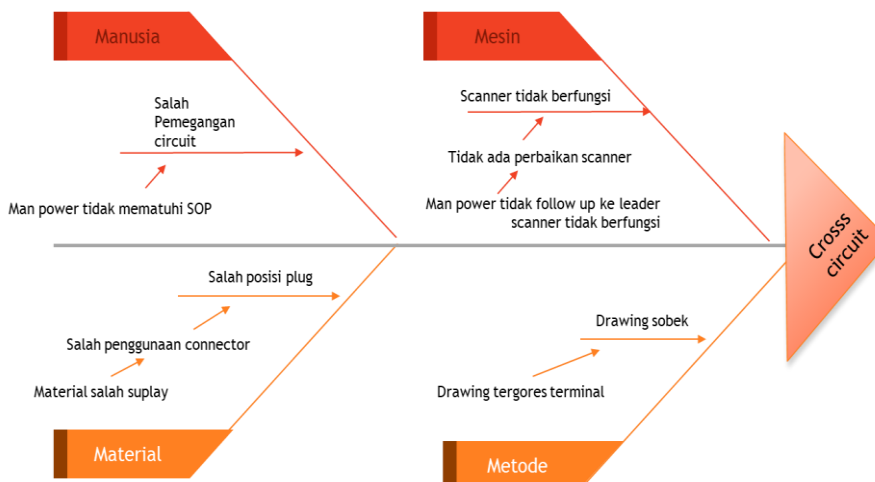 Manusia
Mesin
Salah
Pemegangan
circuit
Man power tidak mematuhi SOP
Scanner tidak berfungsi
Tidak ada perbaikan scanner
Man power tidak follow up ke leader
scanner tidak berfungsi
Crosss
circuit
Salah posisi plug
Salah penggunaan connector
Material salah suplay
Drawing sobek
Drawing tergores terminal
Material
Metode